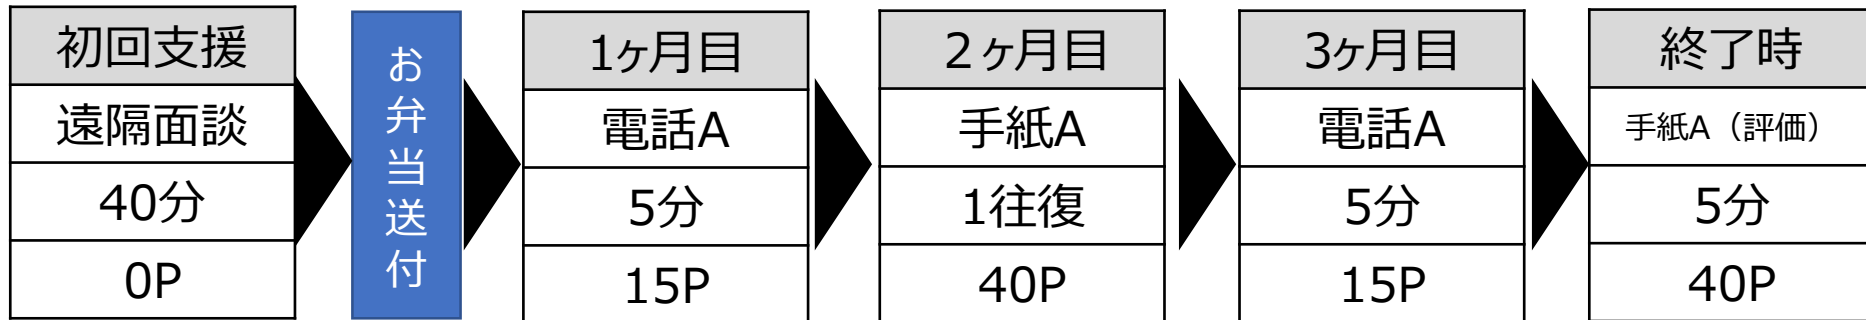 初回支援
遠隔面談
40分
0P
お弁当送付
1ヶ月目
電話A
5分
15P
2ヶ月目
手紙A
1往復
40P
3ヶ月目
電話A
5分
15P
終了時
手紙A（評価）
5分
40P